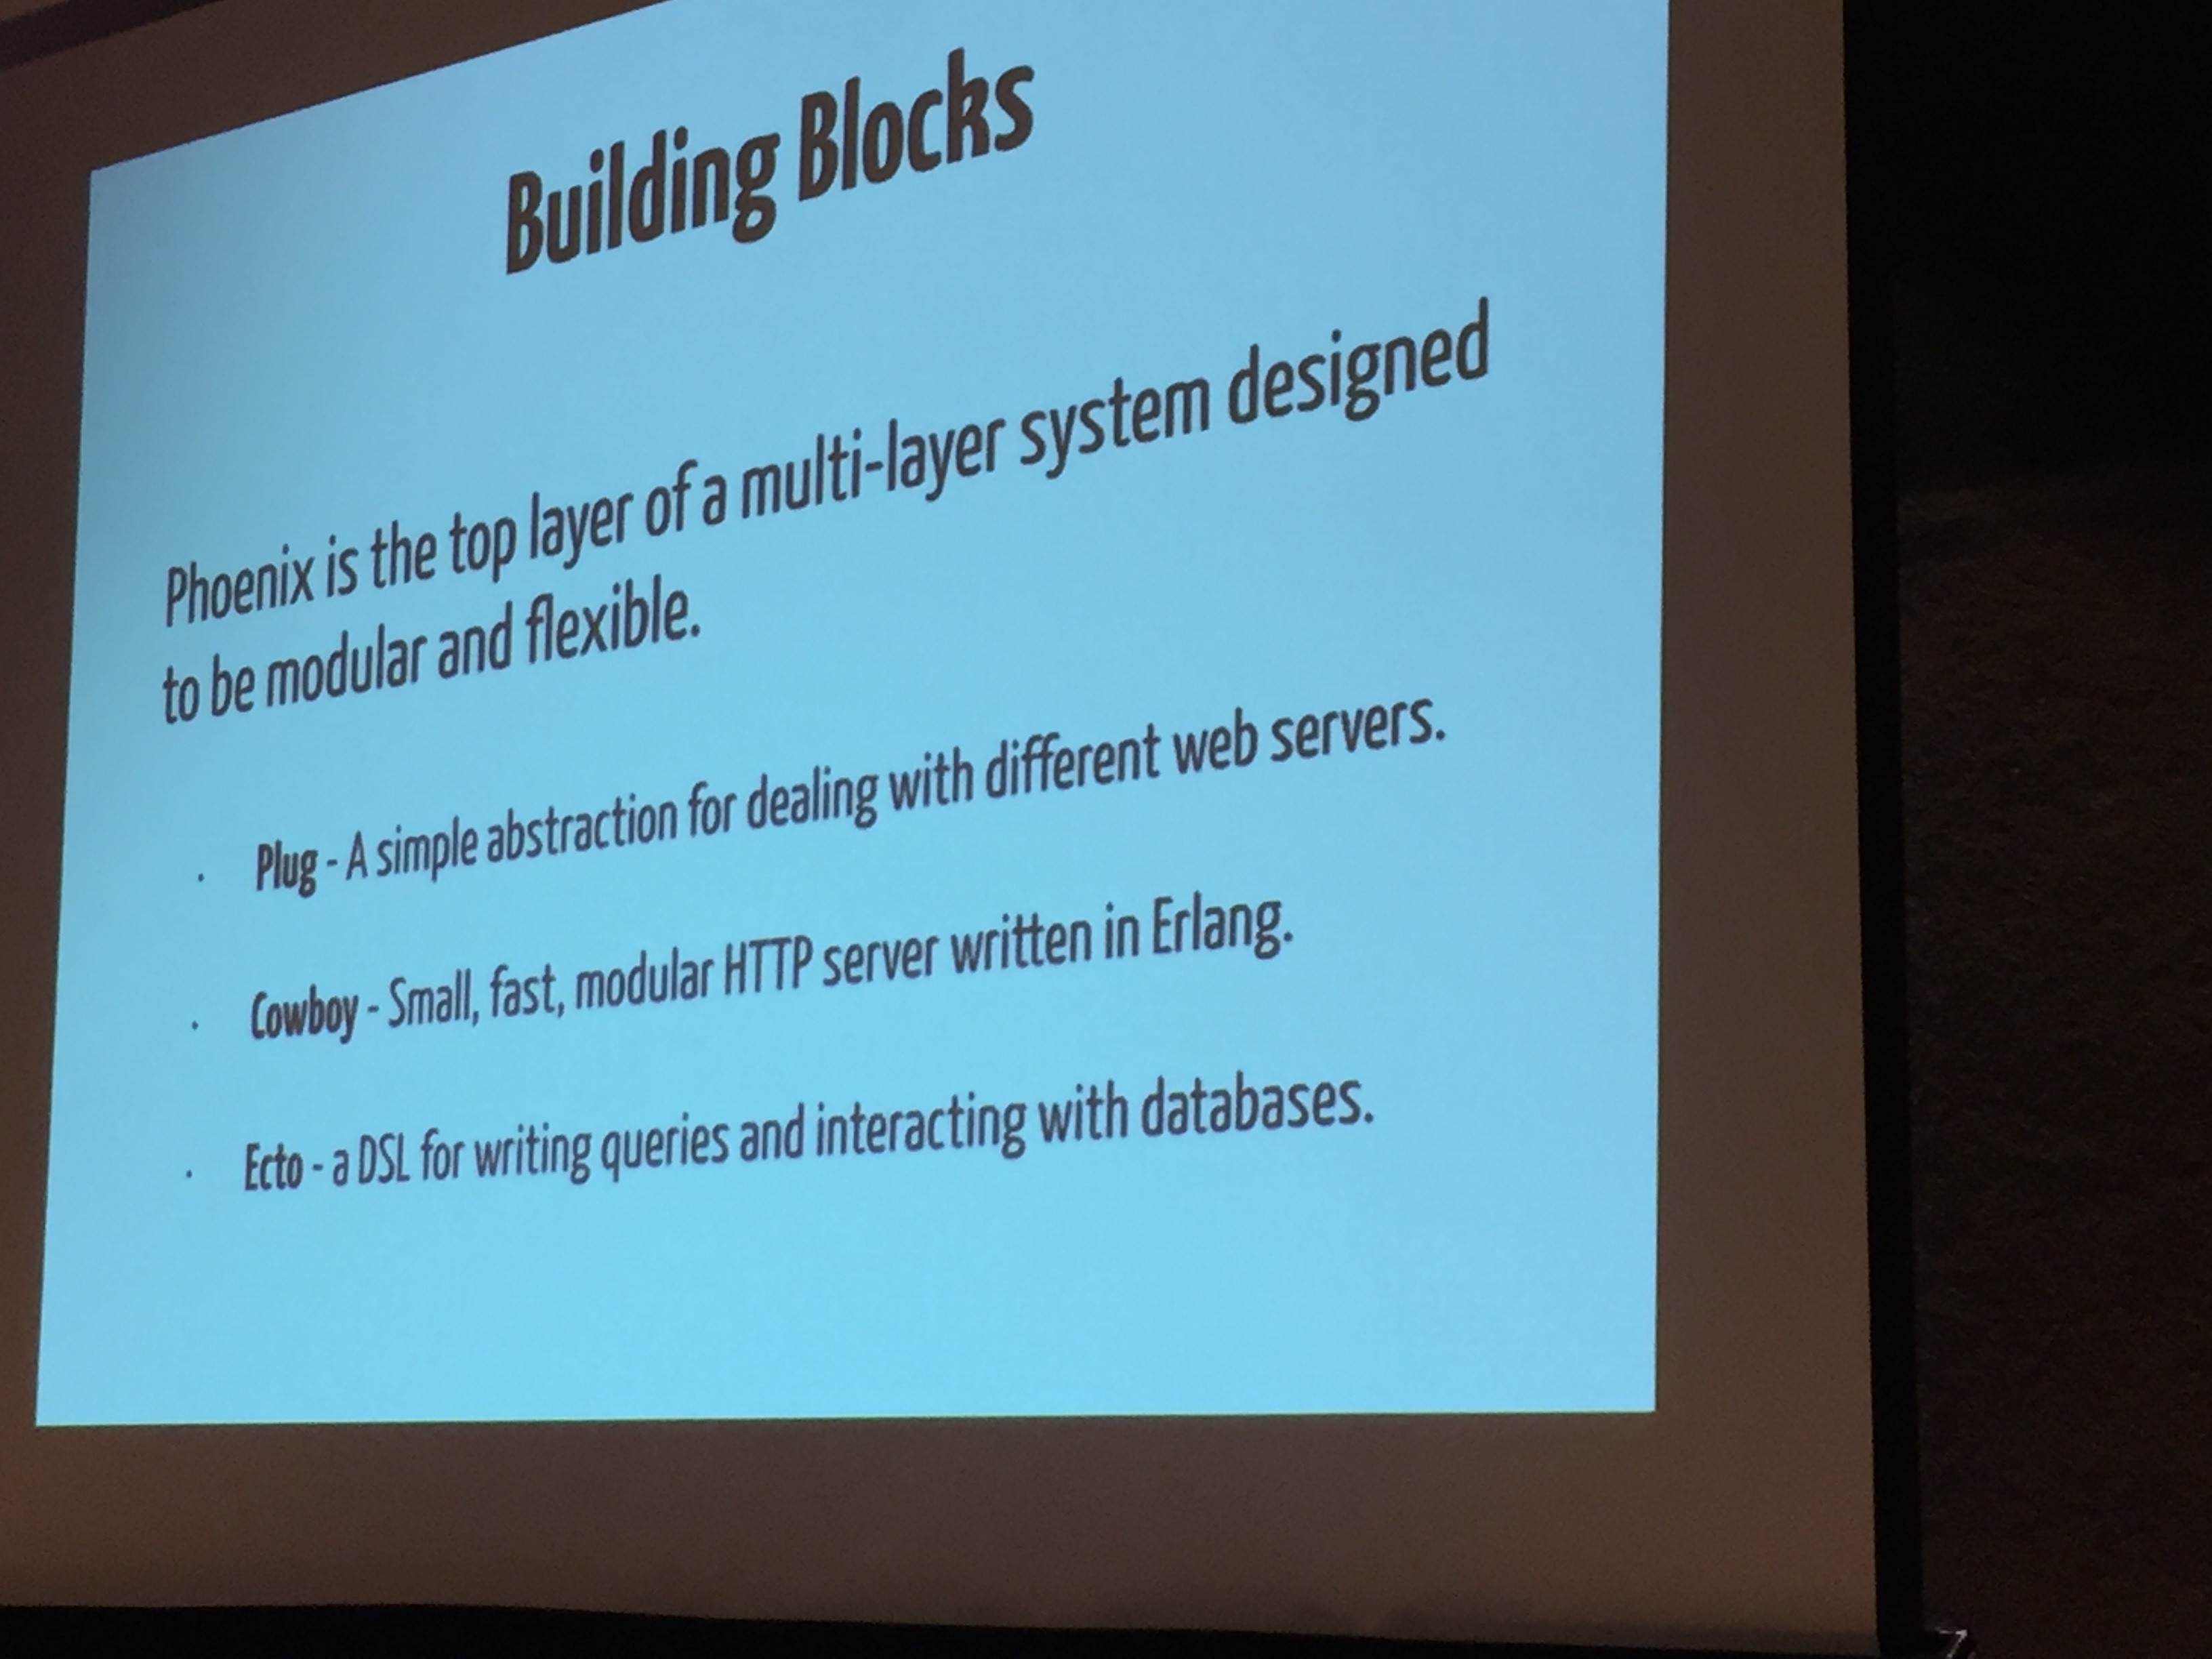 Building Blocks
Phoenix is the top layer of a multi-layer system designed
to be modular and flexible.
· Plug - A simple abstraction for dealing with different web servers.
· Cowboy - Small, fast, modular HTTP server written in Erlang.
· Ecto - a DSL for writing queries and interacting with databases.